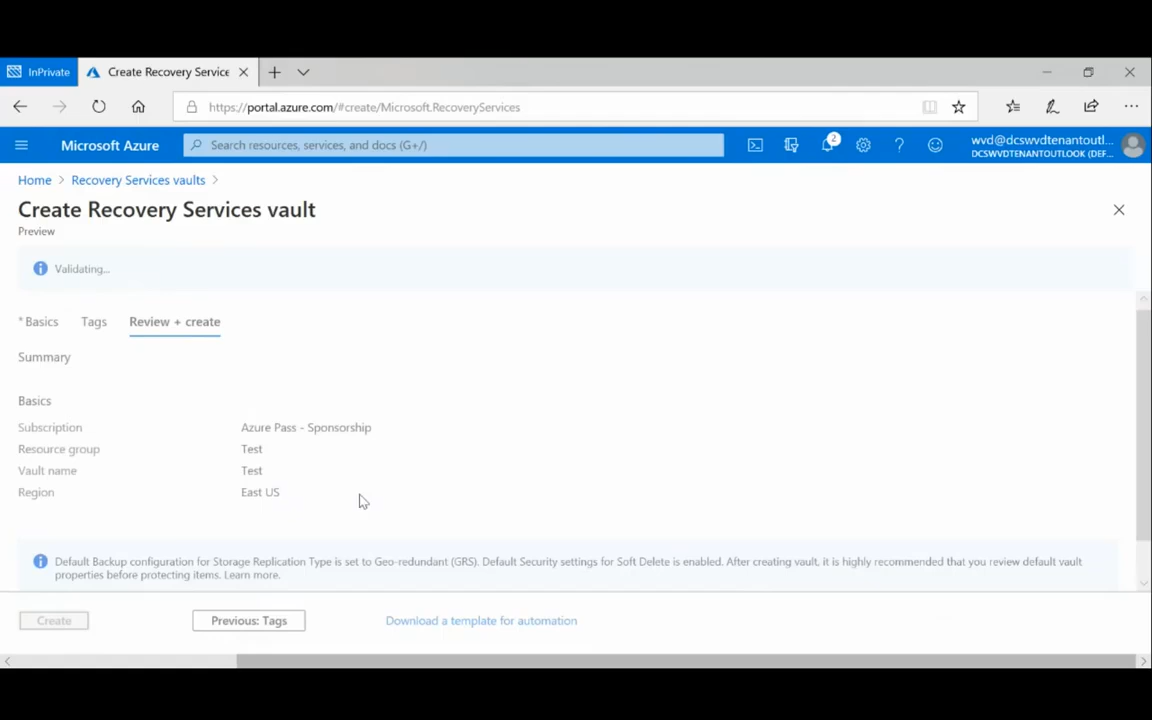 InPrivate
Create Recovery Service
https://portal.azure.com/#create/Microsoft.RecoveryServices
Microsoft Azure
Search resources, services, and docs (G+/)
2
wvd@dcswvdtenantoutl...
DCSWVDTENANTOUTLOOK (DEF...
Home > Recovery Services vaults >
Create Recovery Services vault
Preview
Validating...
* Basics Tags Review + create
Summary
Basics
Subscription Azure Pass - Sponsorship
Resource group Test
Vault name Test
Region East US
Default Backup configuration for Storage Replication Type is set to Geo-redundant (GRS). Default Security settings for Soft Delete is enabled. After creating vault, it is highly recommended that you review default vault
properties before protecting items. Learn more.
Create Previous: Tags Download a template for automation